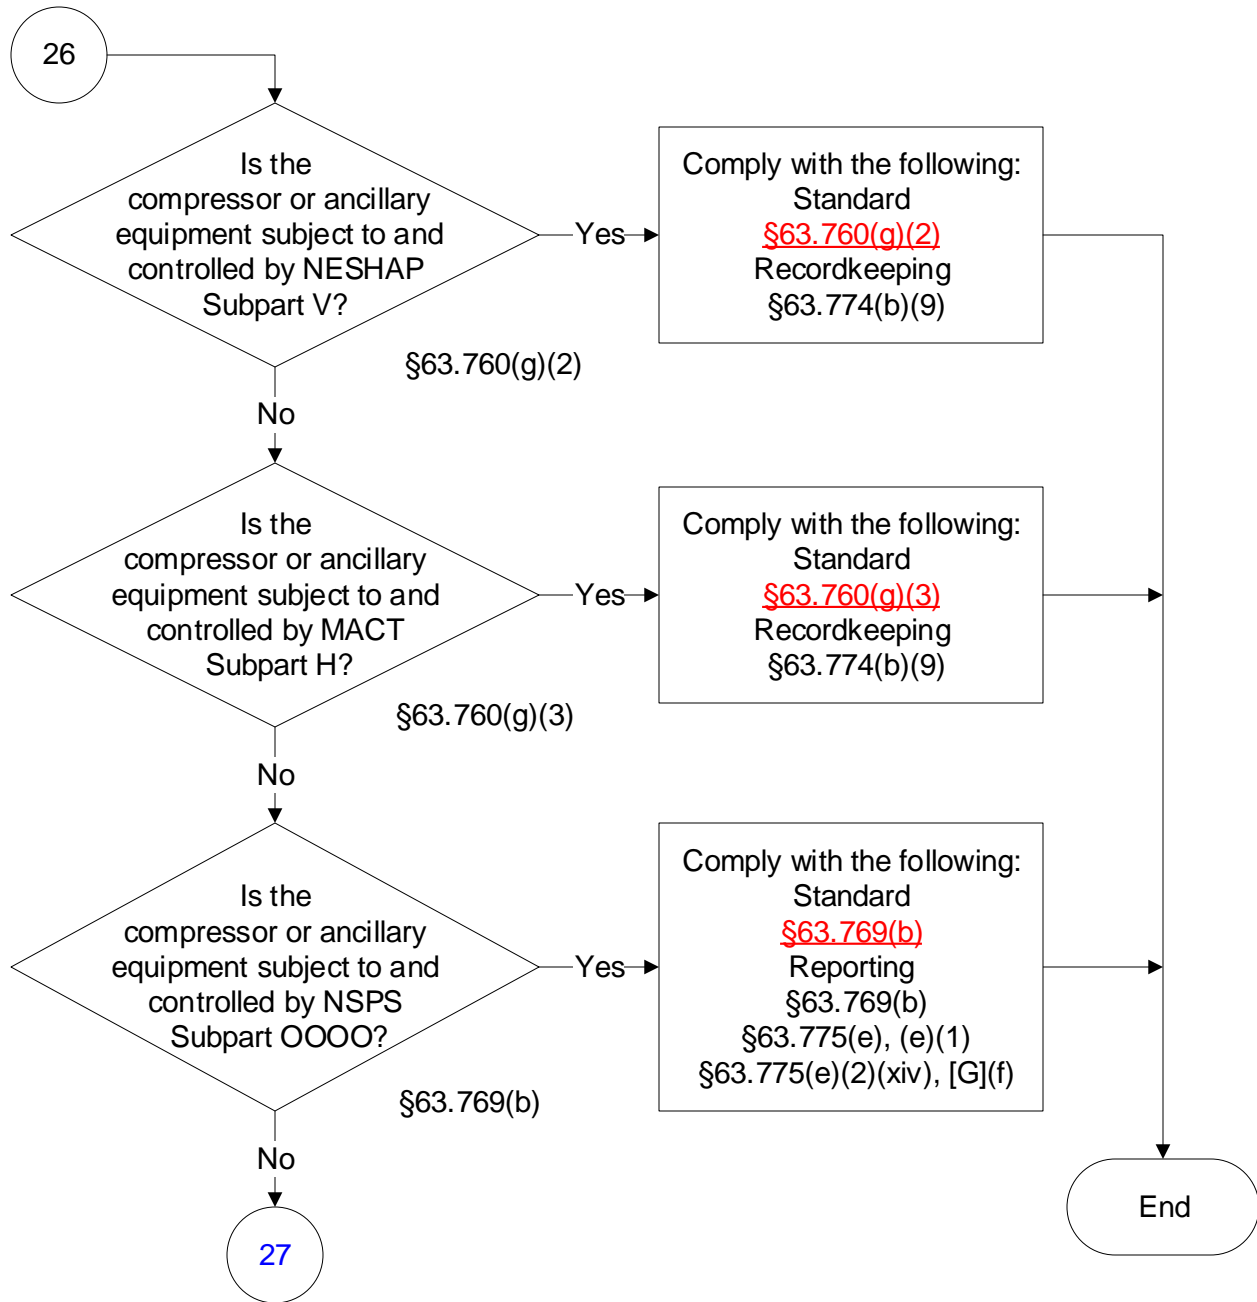 26
Is the
compressor or ancillary
equipment subject to and
controlled by NESHAP
Subpart V?
Yes
Comply with the following:
Standard
§63.760(g)(2)
Recordkeeping
§63.774(b)(9)
§63.760(g)(2)
No
Is the
compressor or ancillary
equipment subject to and
controlled by MACT
Subpart H?
Yes
Comply with the following:
Standard
§63.760(g)(3)
Recordkeeping
§63.774(b)(9)
§63.760(g)(3)
No
Is the
compressor or ancillary
equipment subject to and
controlled by NSPS
Subpart OOOO?
Yes
Comply with the following:
Standard
§63.769(b)
Reporting
§63.769(b)
§63.775(e), (e)(1)
§63.775(e)(2)(xiv), [G](f)
§63.769(b)
No
27
End